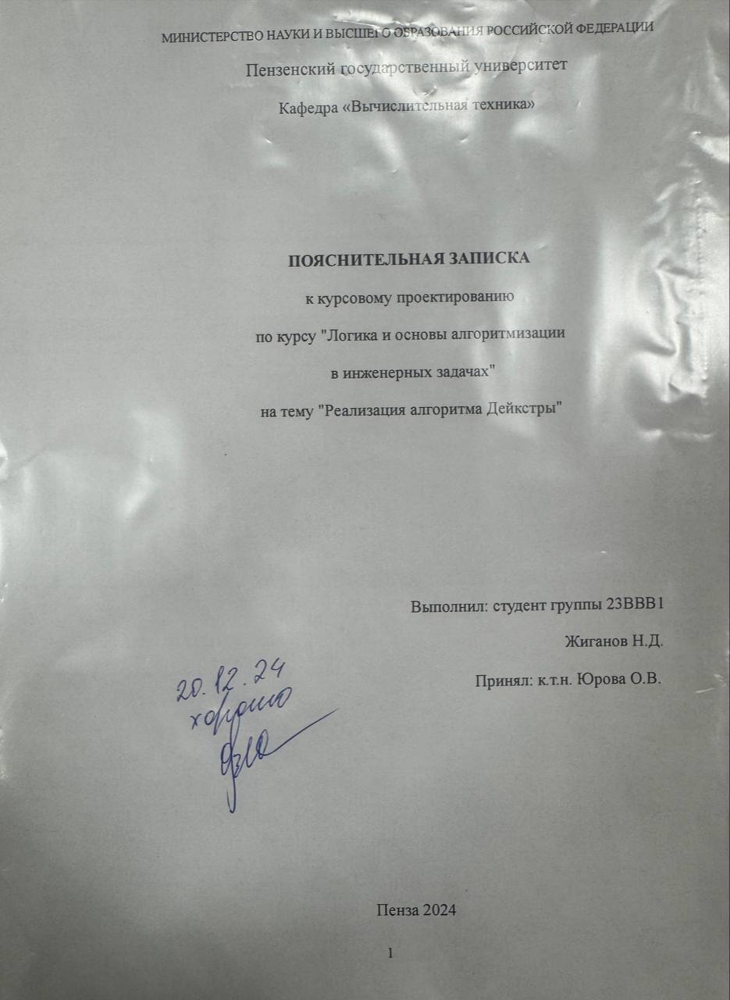 МИНИСТЕРСТВО НАУКИ И ВЫСШЕГО ОБРАЗОВАНИЯ РОССИЙСКОЙ ФЕДЕРАЦИИ
Пензенский государственный университет
Кафедра «Вычислительная техника»
ПОЯСНИТЕЛЬНАЯ ЗАПИСКА
к курсовому проектированию
по курсу "Логика и основы алгоритмизации
в инженерных задачах"
на тему "Реализация алгоритма Дейкстры"
Выполнил: студент группы 23ВВВ1
Жиганов Н.Д.
Принял: к.т.н. Юрова О.В.
20.12.24
хорошо
Пенза 2024
1